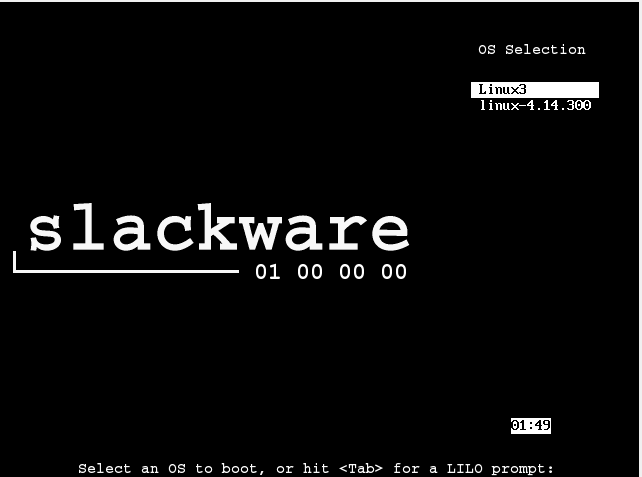 OS Selection
Linux3
linux-4.14.300
slackware
01 00 00 00
01:49
Select an OS to boot, or hit <Tab> for a LILO prompt: